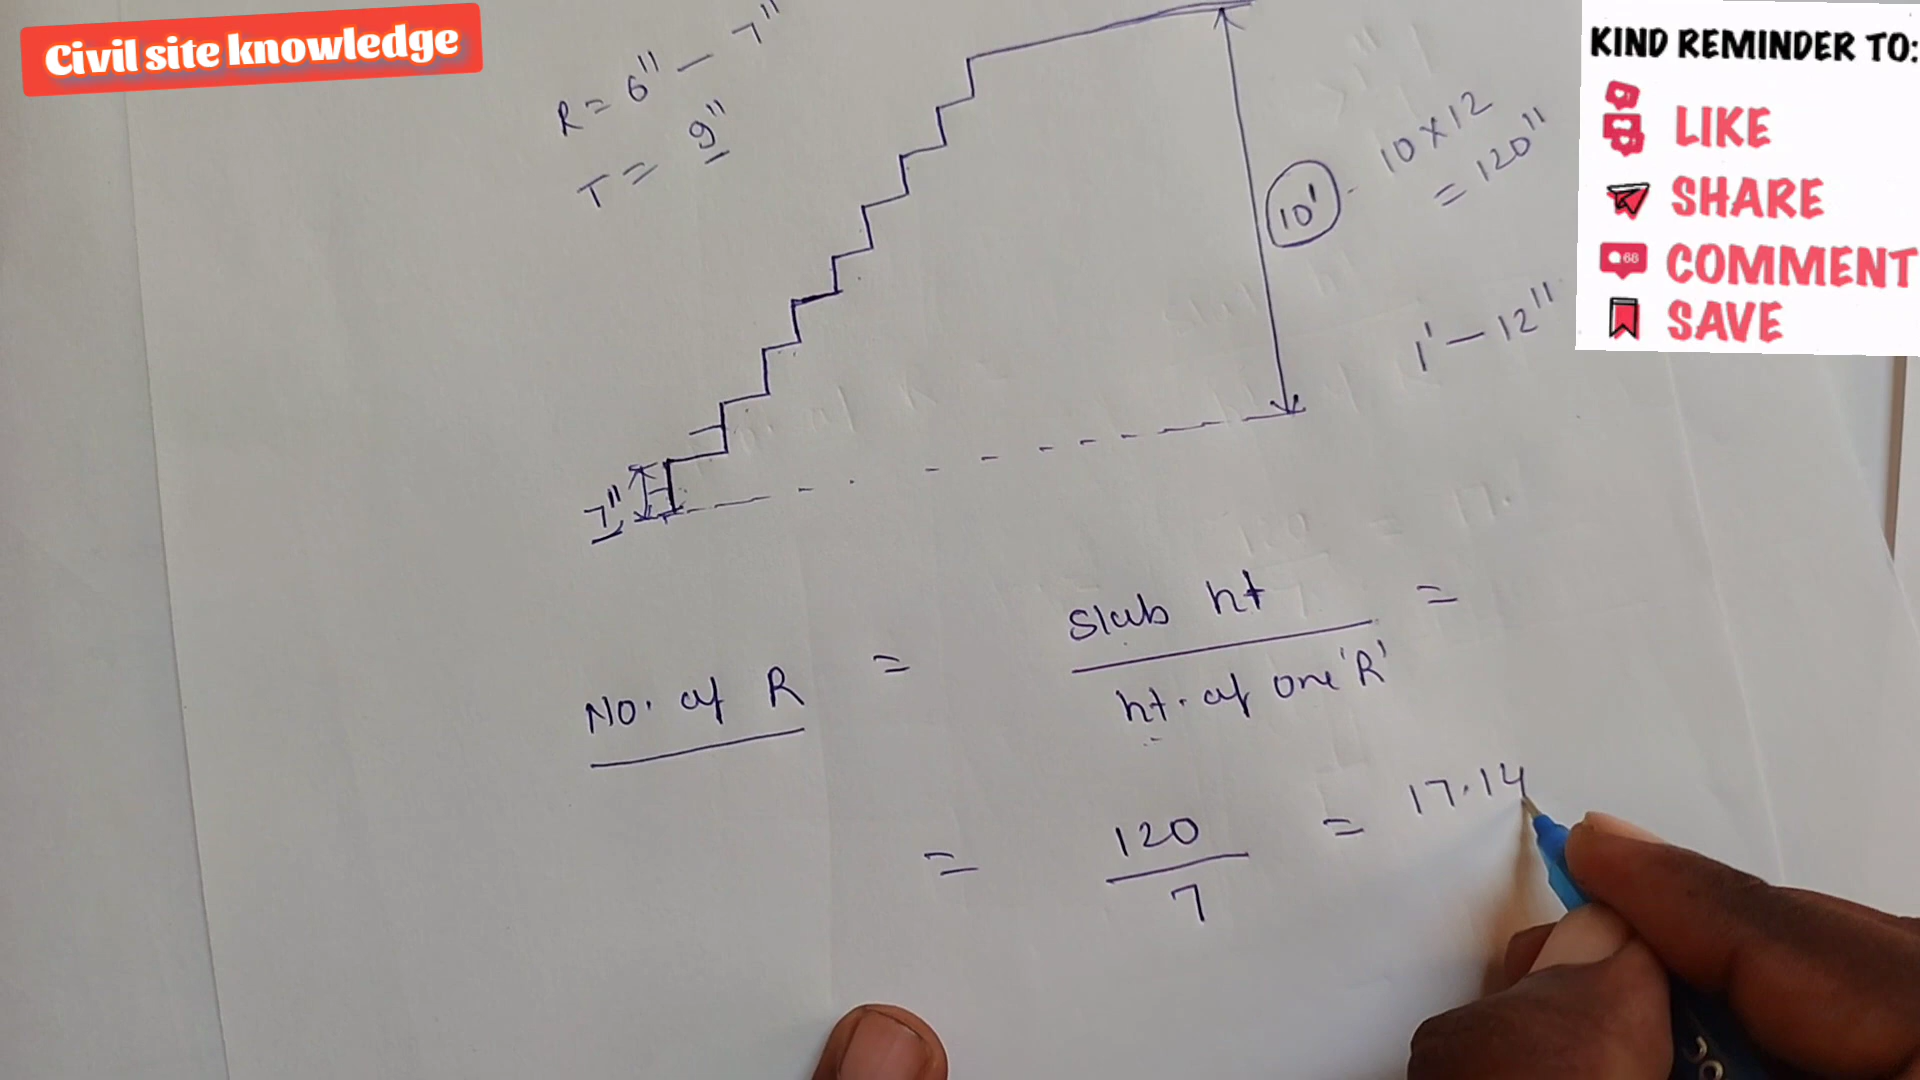 Civil site knowledge
R = 6" - 7"
T = 9"
10'
10 x 12
= 120"
1' - 12"
7"
No. of R = Slab ht / ht. of one 'R' =
= 120 / 7 = 17.14
KIND REMINDER TO:
LIKE
SHARE
68
COMMENT
SAVE